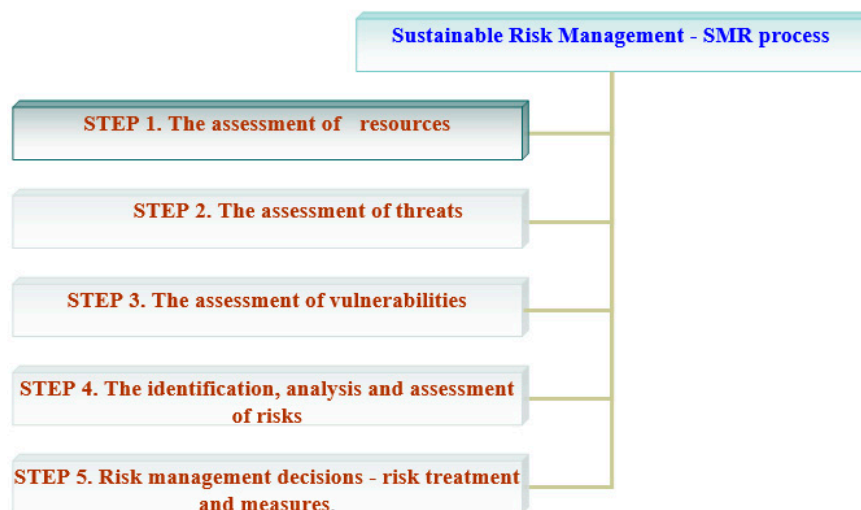 Sustainable Risk Management - SMR process
STEP 1. The assessment of resources
STEP 2. The assessment of threats
STEP 3. The assessment of vulnerabilities
STEP 4. The identification, analysis and assessment
of risks
STEP 5. Risk management decisions - risk treatment
and measures.